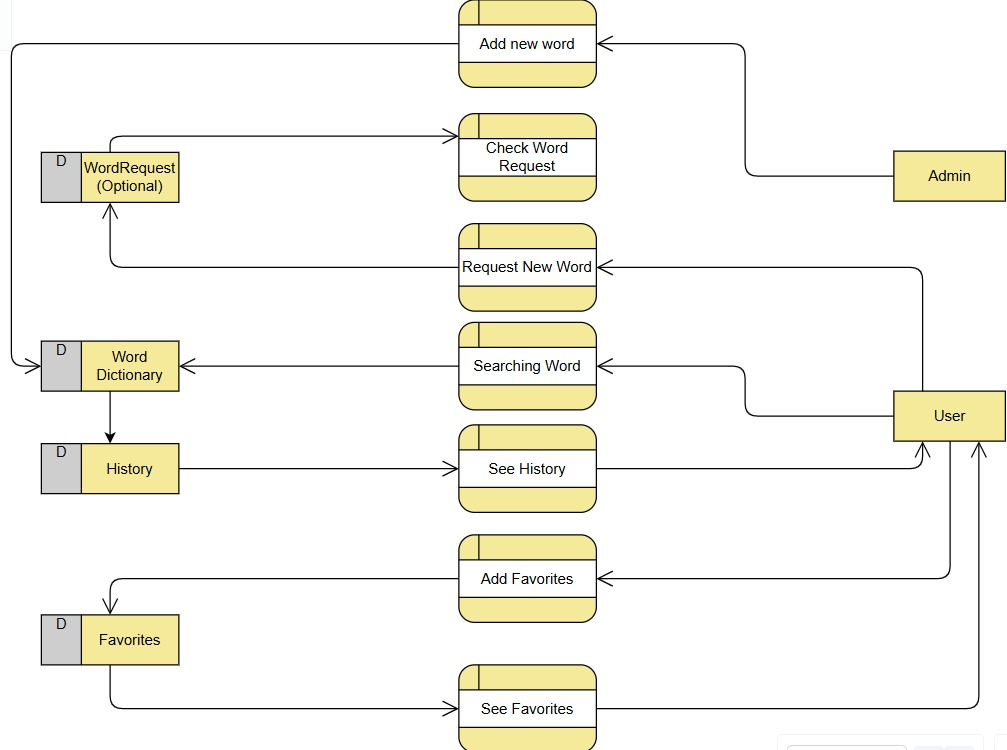 Add new word
D
WordRequest
(Optional)
Check Word
Request
Admin
Request New Word
D
Word
Dictionary
Searching Word
User
D
History
See History
Add Favorites
D
Favorites
See Favorites